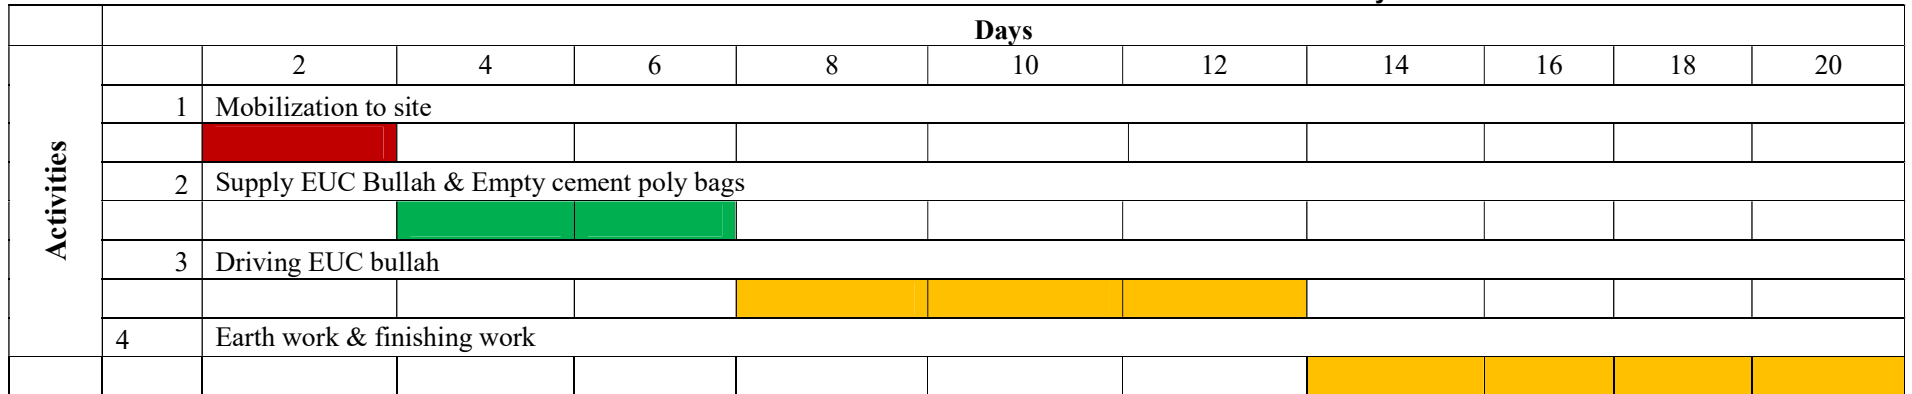 Days
2 4 6 8 10 12 14 16 18 20
Activities
1 Mobilization to site
2 Supply EUC Bullah & Empty cement poly bags
3 Driving EUC bullah
4 Earth work & finishing work